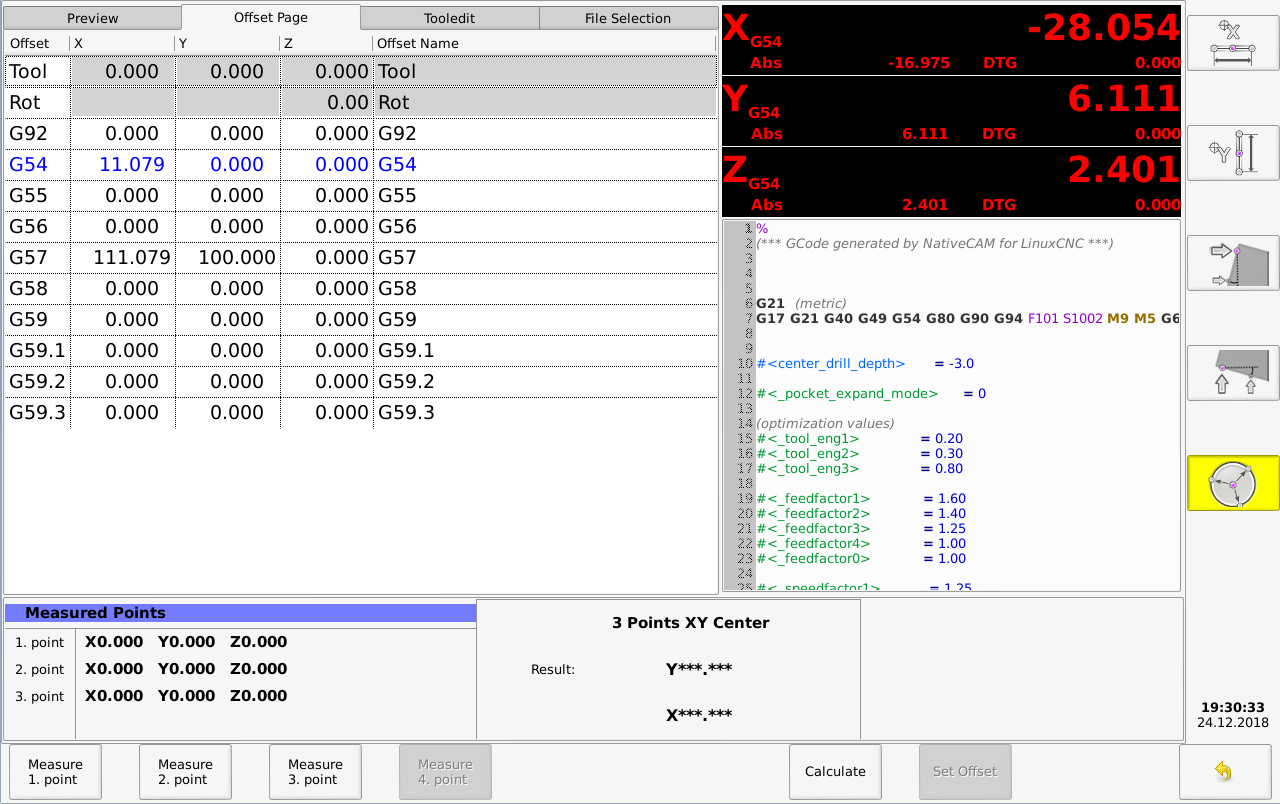 Preview Offset Page Tooledit File Selection
Offset X Y Z Offset Name
Tool 0.000 0.000 0.000 Tool
Rot 0.00 Rot
G92 0.000 0.000 0.000 G92
G54 11.079 0.000 0.000 G54
G55 0.000 0.000 0.000 G55
G56 0.000 0.000 0.000 G56
G57 111.079 100.000 0.000 G57
G58 0.000 0.000 0.000 G58
G59 0.000 0.000 0.000 G59
G59.1 0.000 0.000 0.000 G59.1
G59.2 0.000 0.000 0.000 G59.2
G59.3 0.000 0.000 0.000 G59.3
X G54 -28.054
Abs -16.975 DTG 0.000
Y G54 6.111
Abs 6.111 DTG 0.000
Z G54 2.401
Abs 2.401 DTG 0.000
1 %
2 (*** GCode generated by NativeCAM for LinuxCNC ***)
3
4
5
6 G21 (metric)
7 G17 G21 G40 G49 G54 G80 G90 G94 F101 S1002 M9 M5 G6
8
9
10 #<center_drill_depth> = -3.0
11
12 #<_pocket_expand_mode> = 0
13
14 (optimization values)
15 #<_tool_eng1> = 0.20
16 #<_tool_eng2> = 0.30
17 #<_tool_eng3> = 0.80
18
19 #<_feedfactor1> = 1.60
20 #<_feedfactor2> = 1.40
21 #<_feedfactor3> = 1.25
22 #<_feedfactor4> = 1.00
23 #<_feedfactor0> = 1.00
24
25 #<_speedfactor1> = 1.25
X
Y
Measured Points
1. point X0.000 Y0.000 Z0.000
2. point X0.000 Y0.000 Z0.000
3. point X0.000 Y0.000 Z0.000
3 Points XY Center
Result: Y***.***
X***.***
19:30:33
24.12.2018
Measure
1. point
Measure
2. point
Measure
3. point
Measure
4. point
Calculate
Set Offset